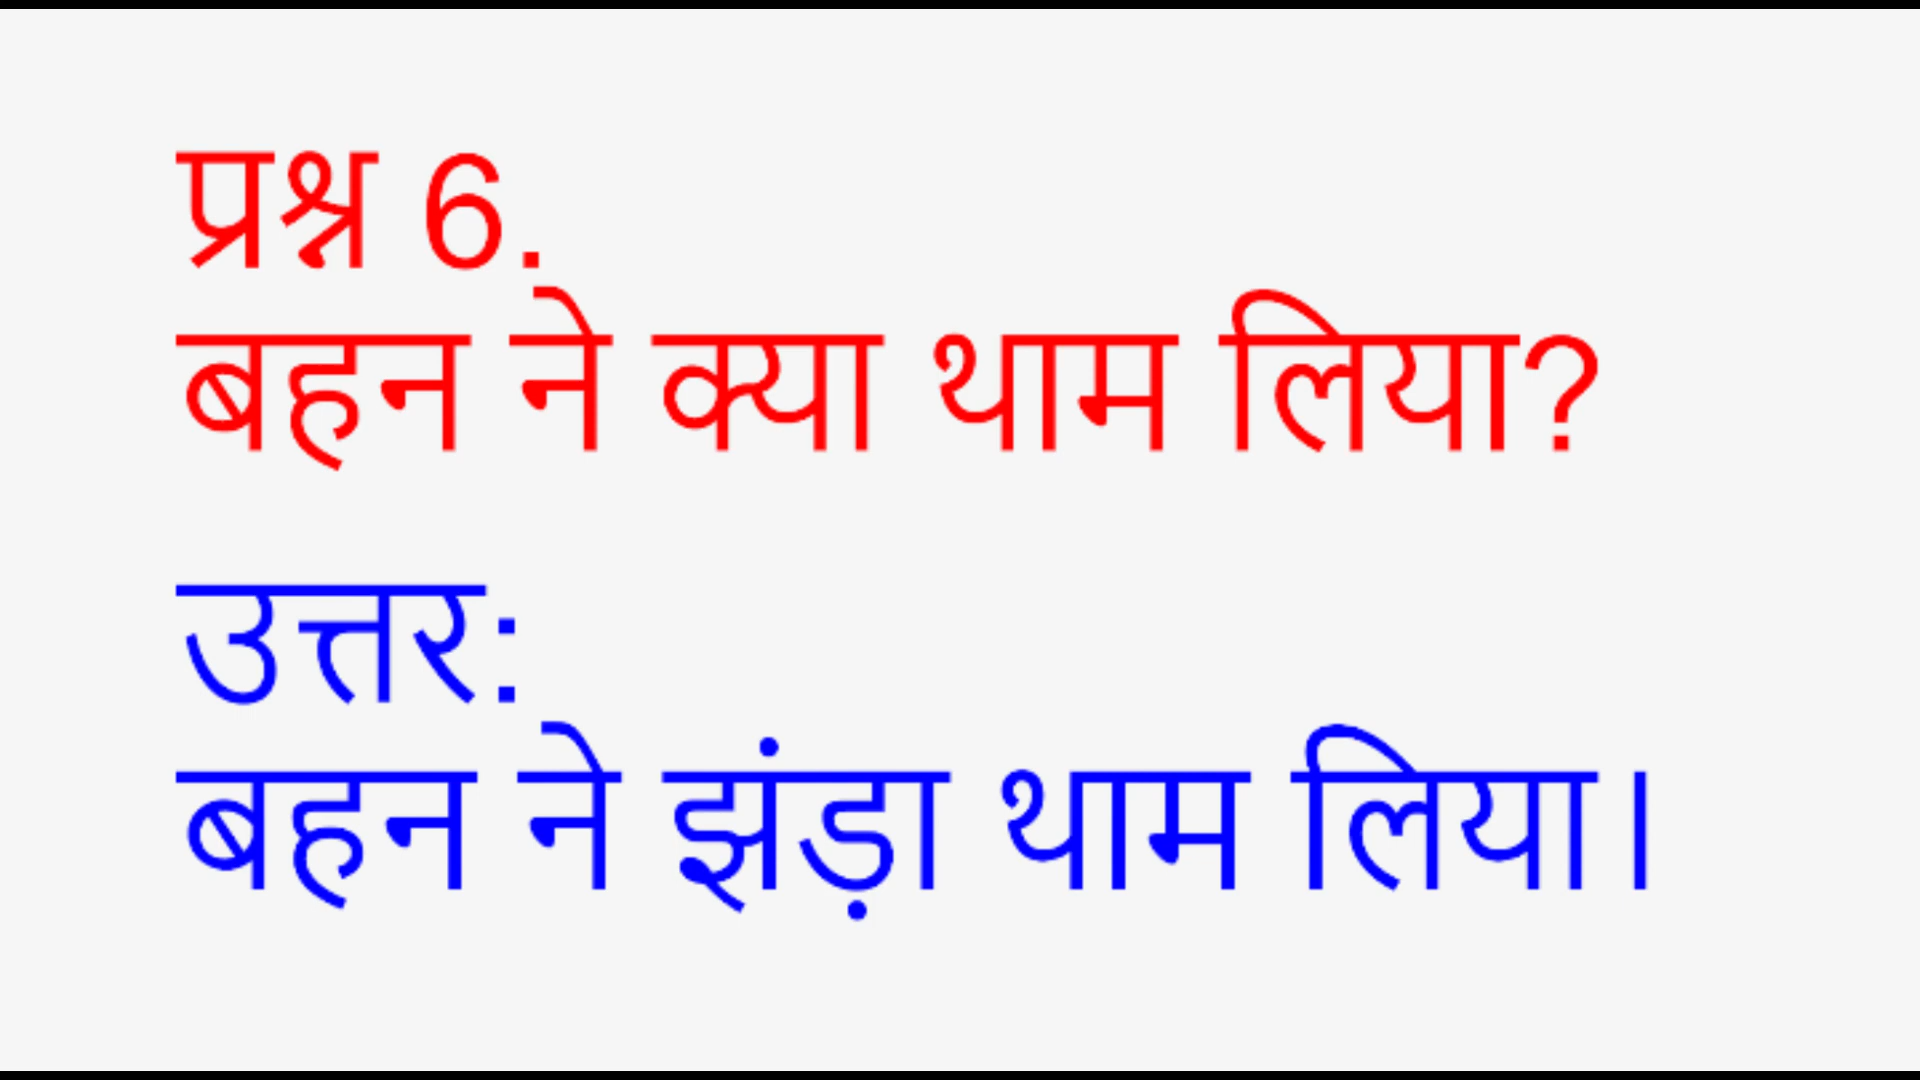 प्रश्न 6.
बहन ने क्या थाम लिया?
उत्तर:
बहन ने झंड़ा थाम लिया।